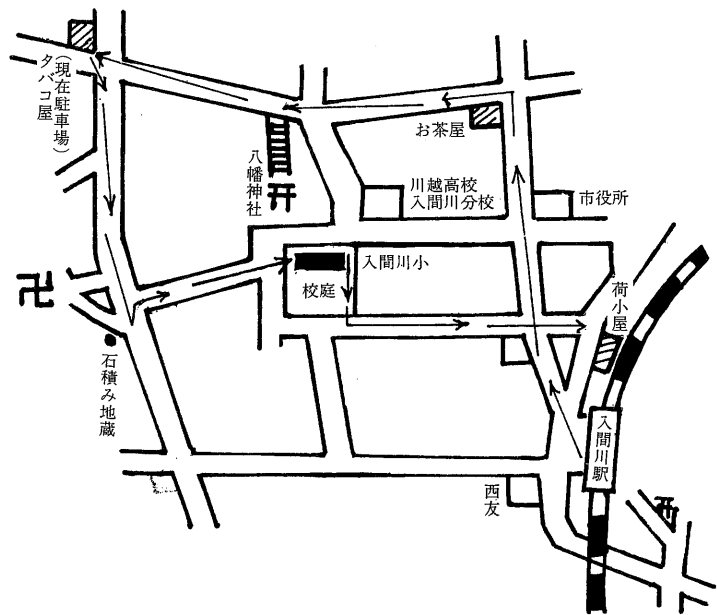 タバコ屋
(現在駐車場)
お茶屋
八幡神社
川越高校
入間川分校
市役所
入間川小
校庭
荷小屋
石積み地蔵
入間川駅
西友